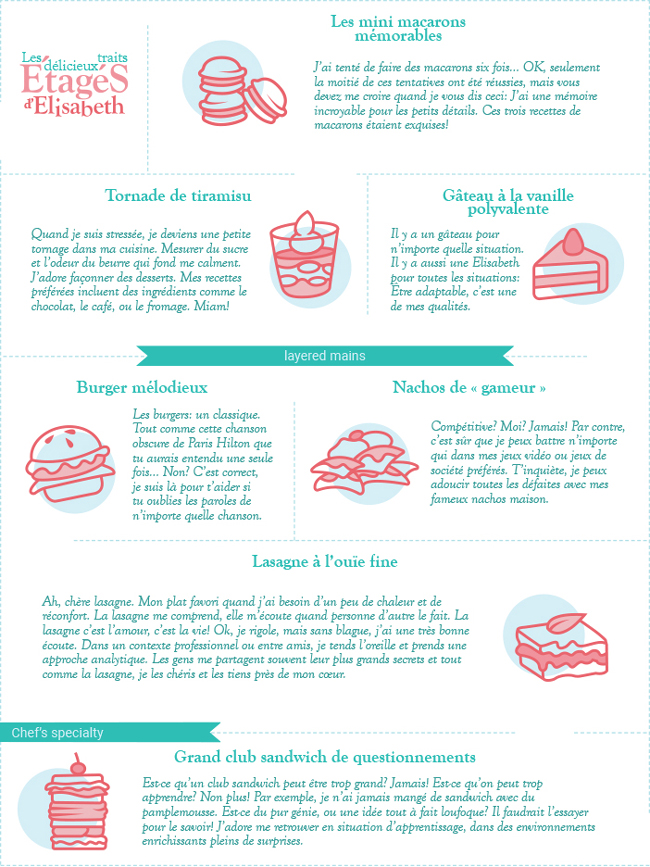 Les
délicieux traits
ÉtagéS
d'Elisabeth
Les mini macarons
mémorables
J'ai tenté de faire des macarons six fois... OK, seulement
la moitié de ces tentatives ont été réussies, mais vous
devez me croire quand je vous dis ceci: J'ai une mémoire
incroyable pour les petits détails. Ces trois recettes de
macarons étaient exquises!
Tornade de tiramisu
Quand je suis stressée, je deviens une petite
tornage dans ma cuisine. Mesurer du sucre
et l'odeur du beurre qui fond me calment.
J'adore façonner des desserts. Mes recettes
préférées incluent des ingrédients comme le
chocolat, le café, ou le fromage. Miam!
Gâteau à la vanille
polyvalente
Il y a un gâteau pour
n'importe quelle situation.
Il y a aussi une Elisabeth
pour toutes les situations:
Être adaptable, c'est une
de mes qualités.
layered mains
Burger mélodieux
Les burgers: un classique.
Tout comme cette chanson
obscure de Paris Hilton que
tu aurais entendu une seule
fois... Non? C'est correct,
je suis là pour t'aider si
tu oublies les paroles de
n'importe quelle chanson.
Nachos de « gameur »
Compétitive? Moi? Jamais! Par contre,
c'est sûr que je peux battre n'importe
qui dans mes jeux vidéo ou jeux de
société préférés. T'inquiète, je peux
adoucir toutes les défaites avec mes
fameux nachos maison.
Lasagne à l'ouïe fine
Ah, chère lasagne. Mon plat favori quand j'ai besoin d'un peu de chaleur et de
réconfort. La lasagne me comprend, elle m'écoute quand personne d'autre le fait. La
lasagne c'est l'amour, c'est la vie! Ok, je rigole, mais sans blague, j'ai une très bonne
écoute. Dans un contexte professionnel ou entre amis, je tends l'oreille et prends une
approche analytique. Les gens me partagent souvent leur plus grands secrets et tout
comme la lasagne, je les chéris et les tiens près de mon cœur.
Chef's specialty
Grand club sandwich de questionnements
Est-ce qu'un club sandwich peut être trop grand? Jamais! Est-ce qu'on peut trop
apprendre? Non plus! Par exemple, je n'ai jamais mangé de sandwich avec du
pamplemousse. Est-ce du pur génie, ou une idée tout à fait loufoque? Il faudrait l'essayer
pour le savoir! J'adore me retrouver en situation d'apprentissage, dans des environnements
enrichissants pleins de surprises.